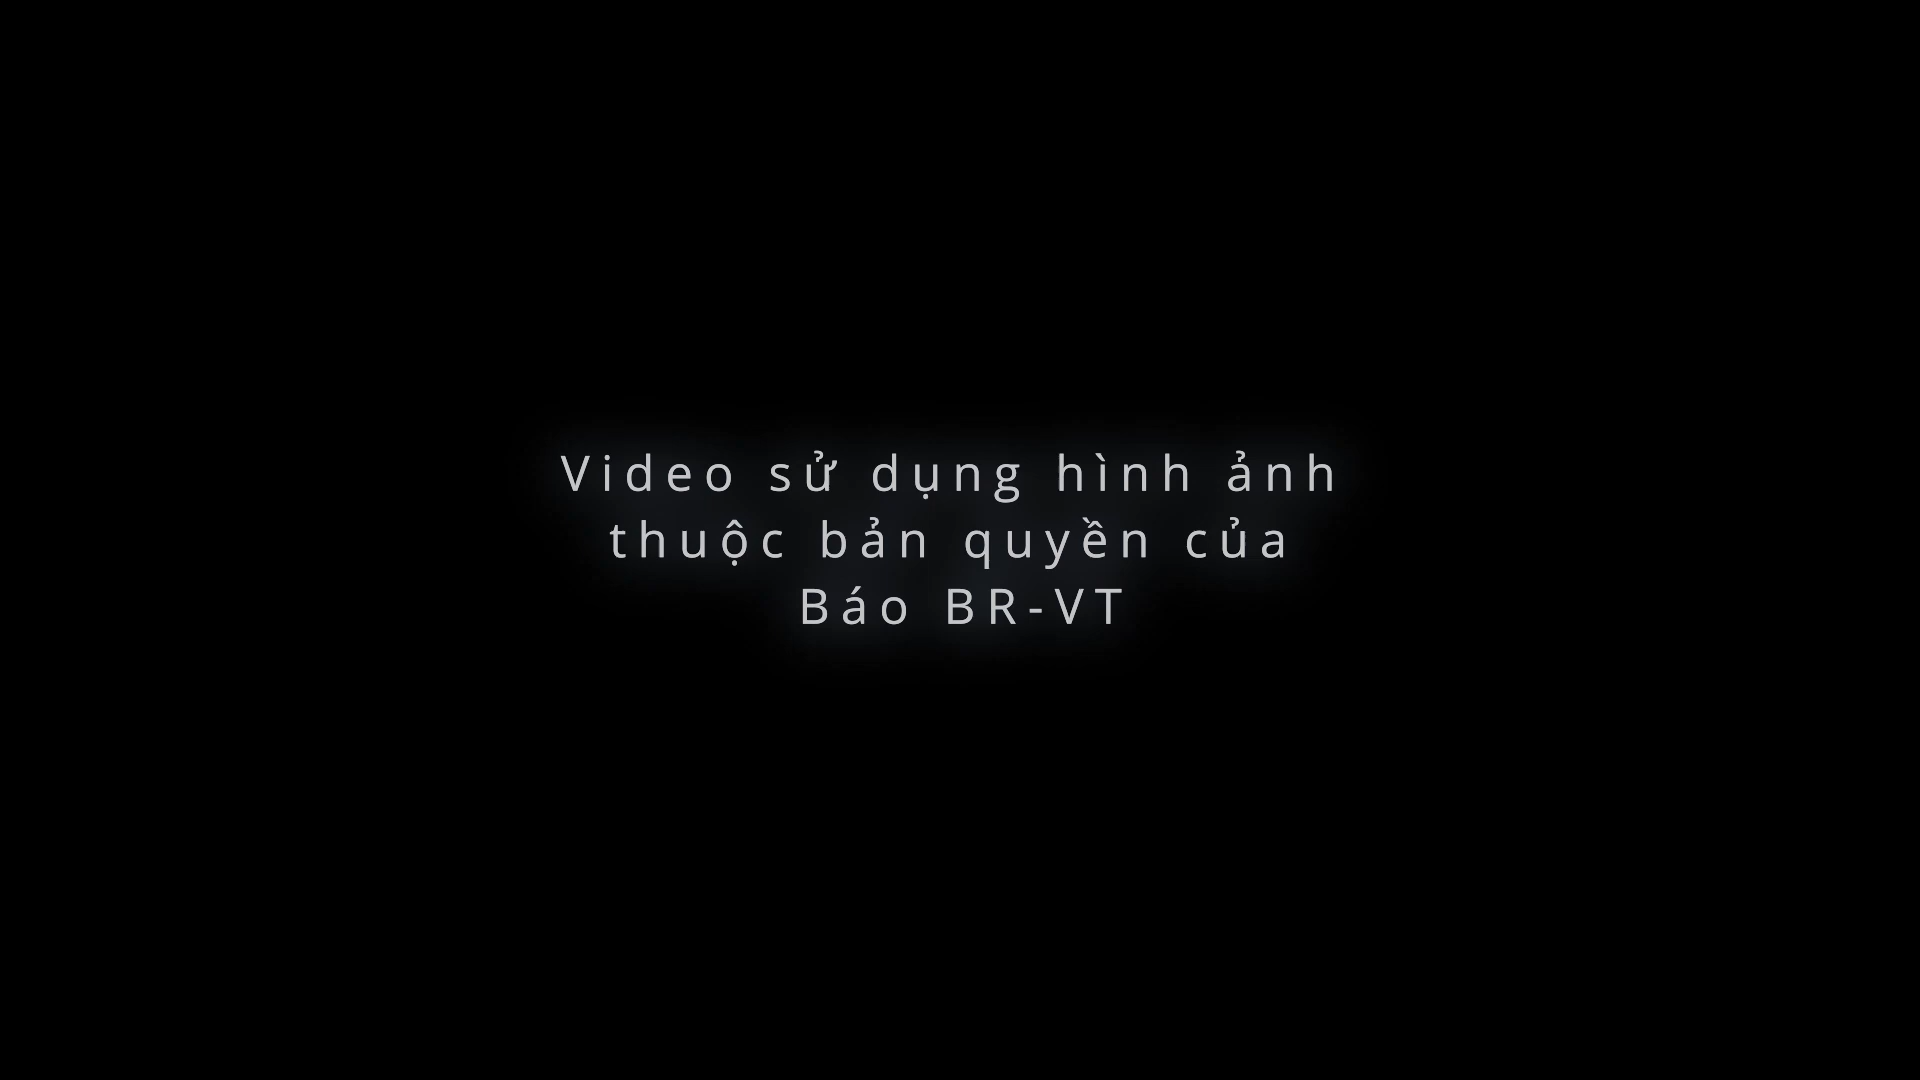 Video sử dụng hình ảnh
thuộc bản quyền của
Báo BR-VT